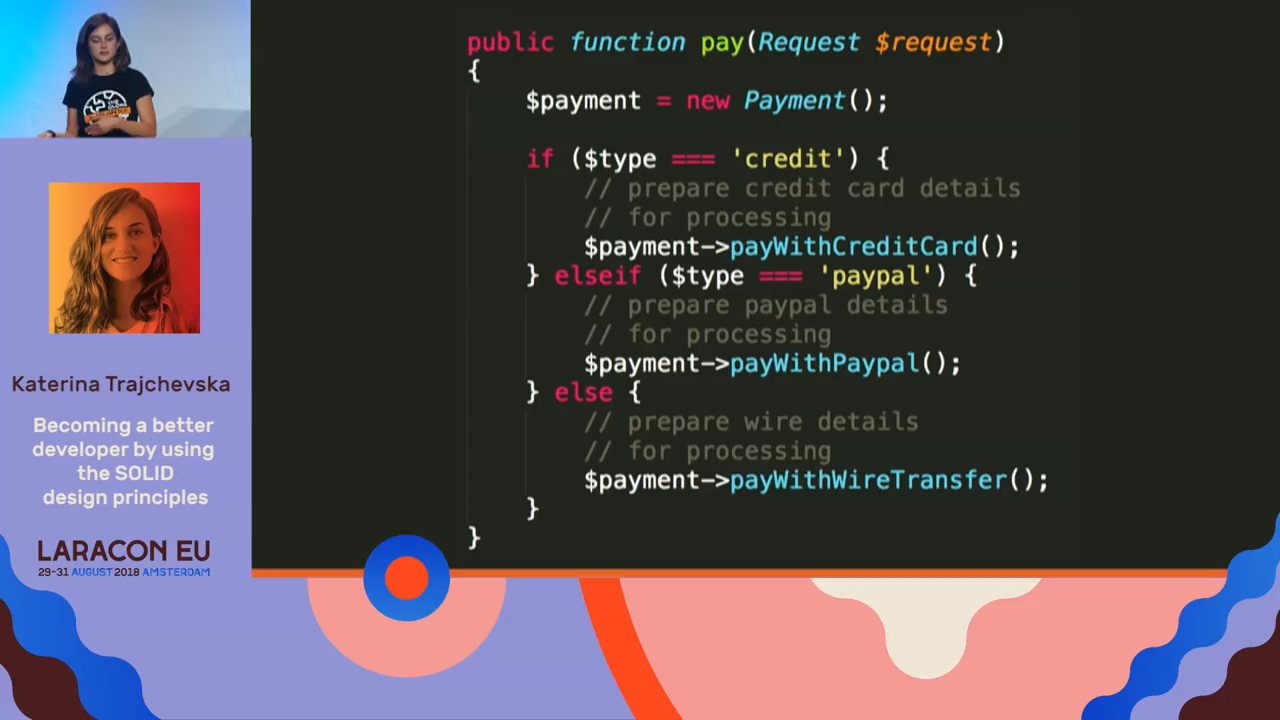 Katerina Trajchevska
Becoming a better
developer by using
the SOLID
design principles
LARACON EU
29-31 AUGUST 2018 AMSTERDAM
public function pay(Request $request)
{
$payment = new Payment();
if ($type === 'credit') {
// prepare credit card details
// for processing
$payment->payWithCreditCard();
} elseif ($type === 'paypal') {
// prepare paypal details
// for processing
$payment->payWithPaypal();
} else {
// prepare wire details
// for processing
$payment->payWithWireTransfer();
}
}